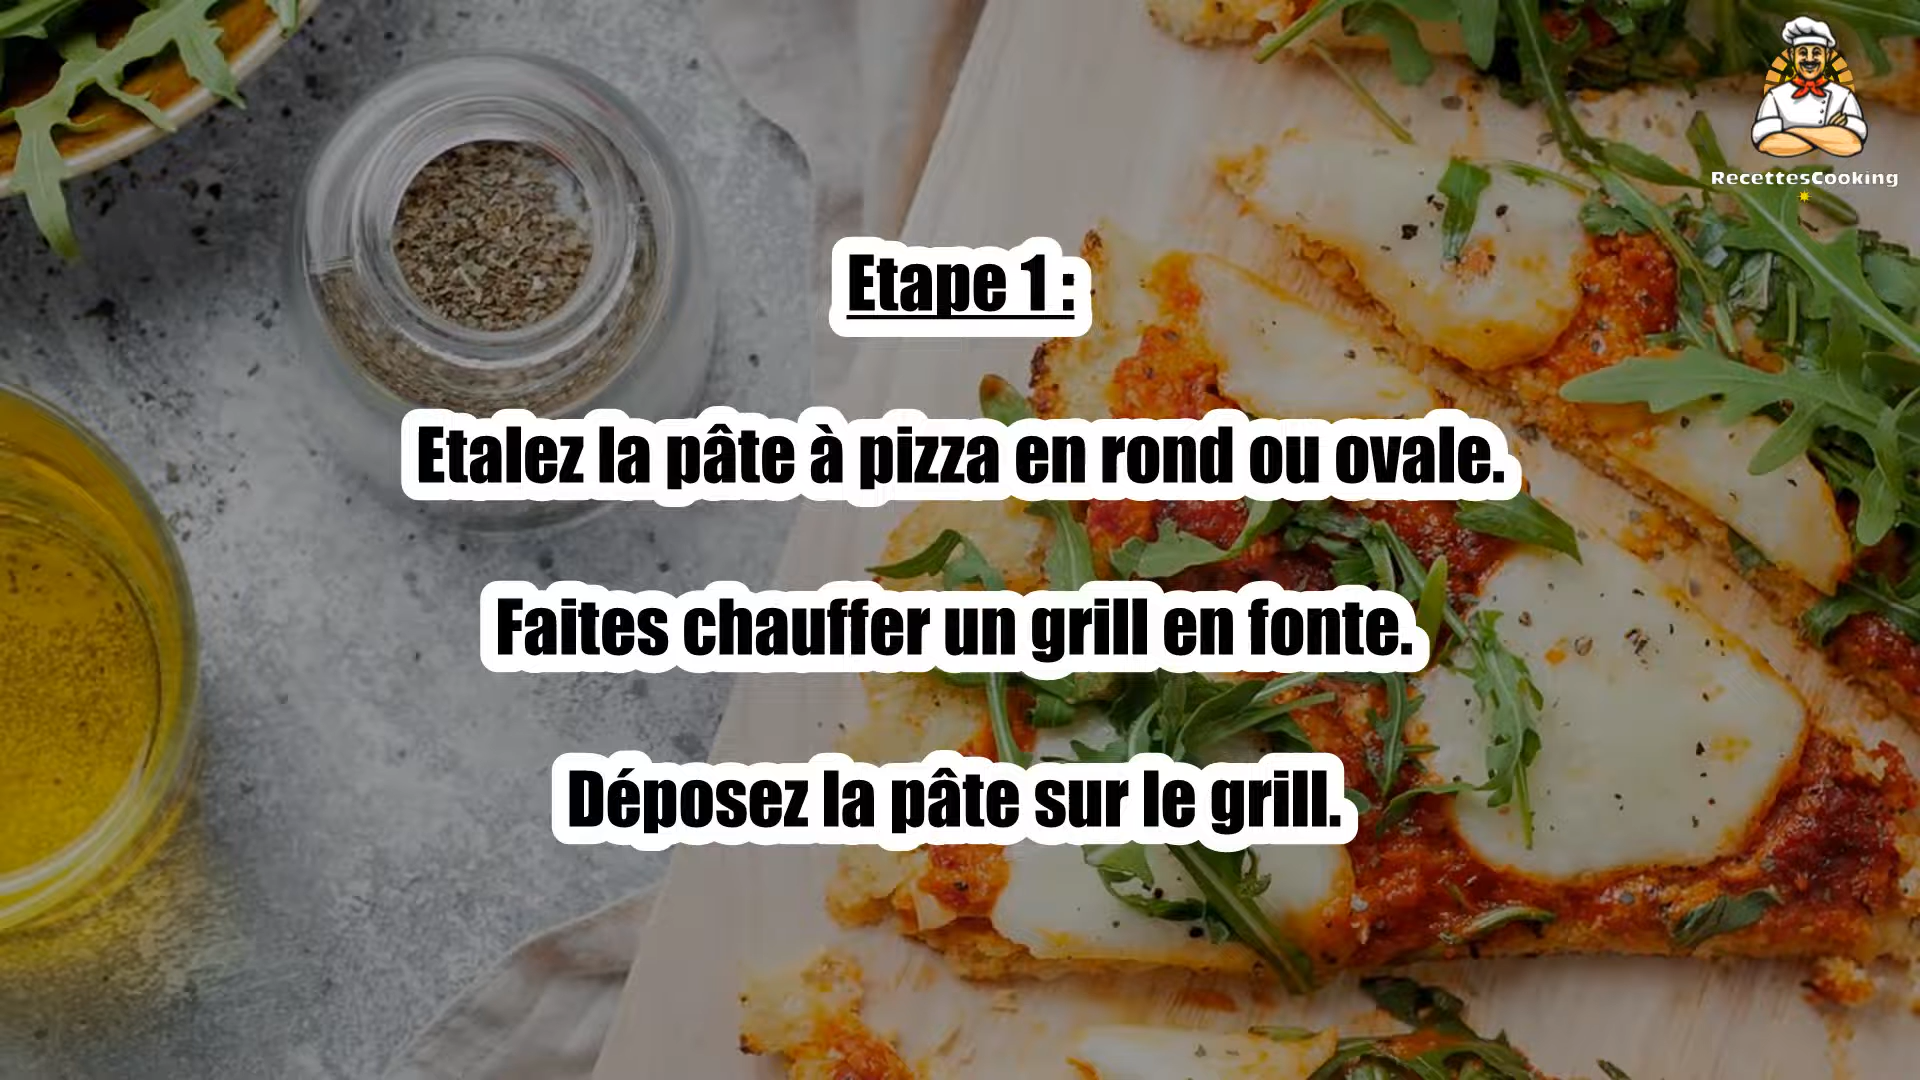 RecettesCooking
Etape 1 :
Etalez la pâte à pizza en rond ou ovale.
Faites chauffer un grill en fonte.
Déposez la pâte sur le grill.